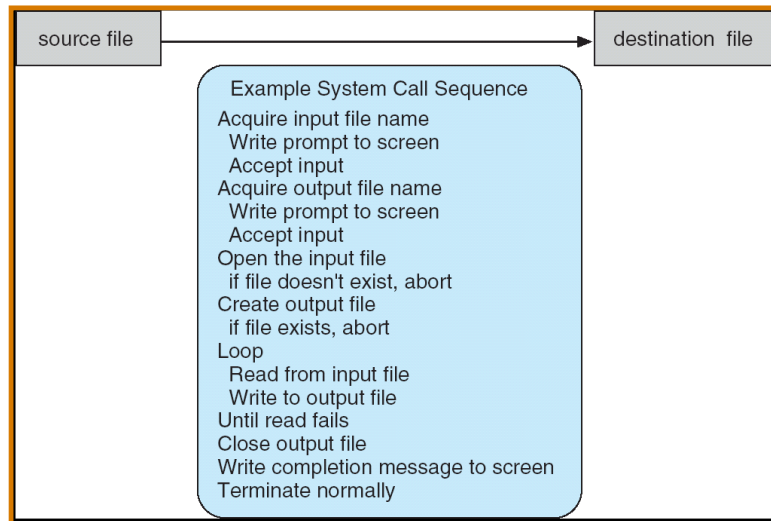 source file
destination file
Example System Call Sequence
Acquire input file name
Write prompt to screen
Accept input
Acquire output file name
Write prompt to screen
Accept input
Open the input file
if file doesn't exist, abort
Create output file
if file exists, abort
Loop
Read from input file
Write to output file
Until read fails
Close output file
Write completion message to screen
Terminate normally